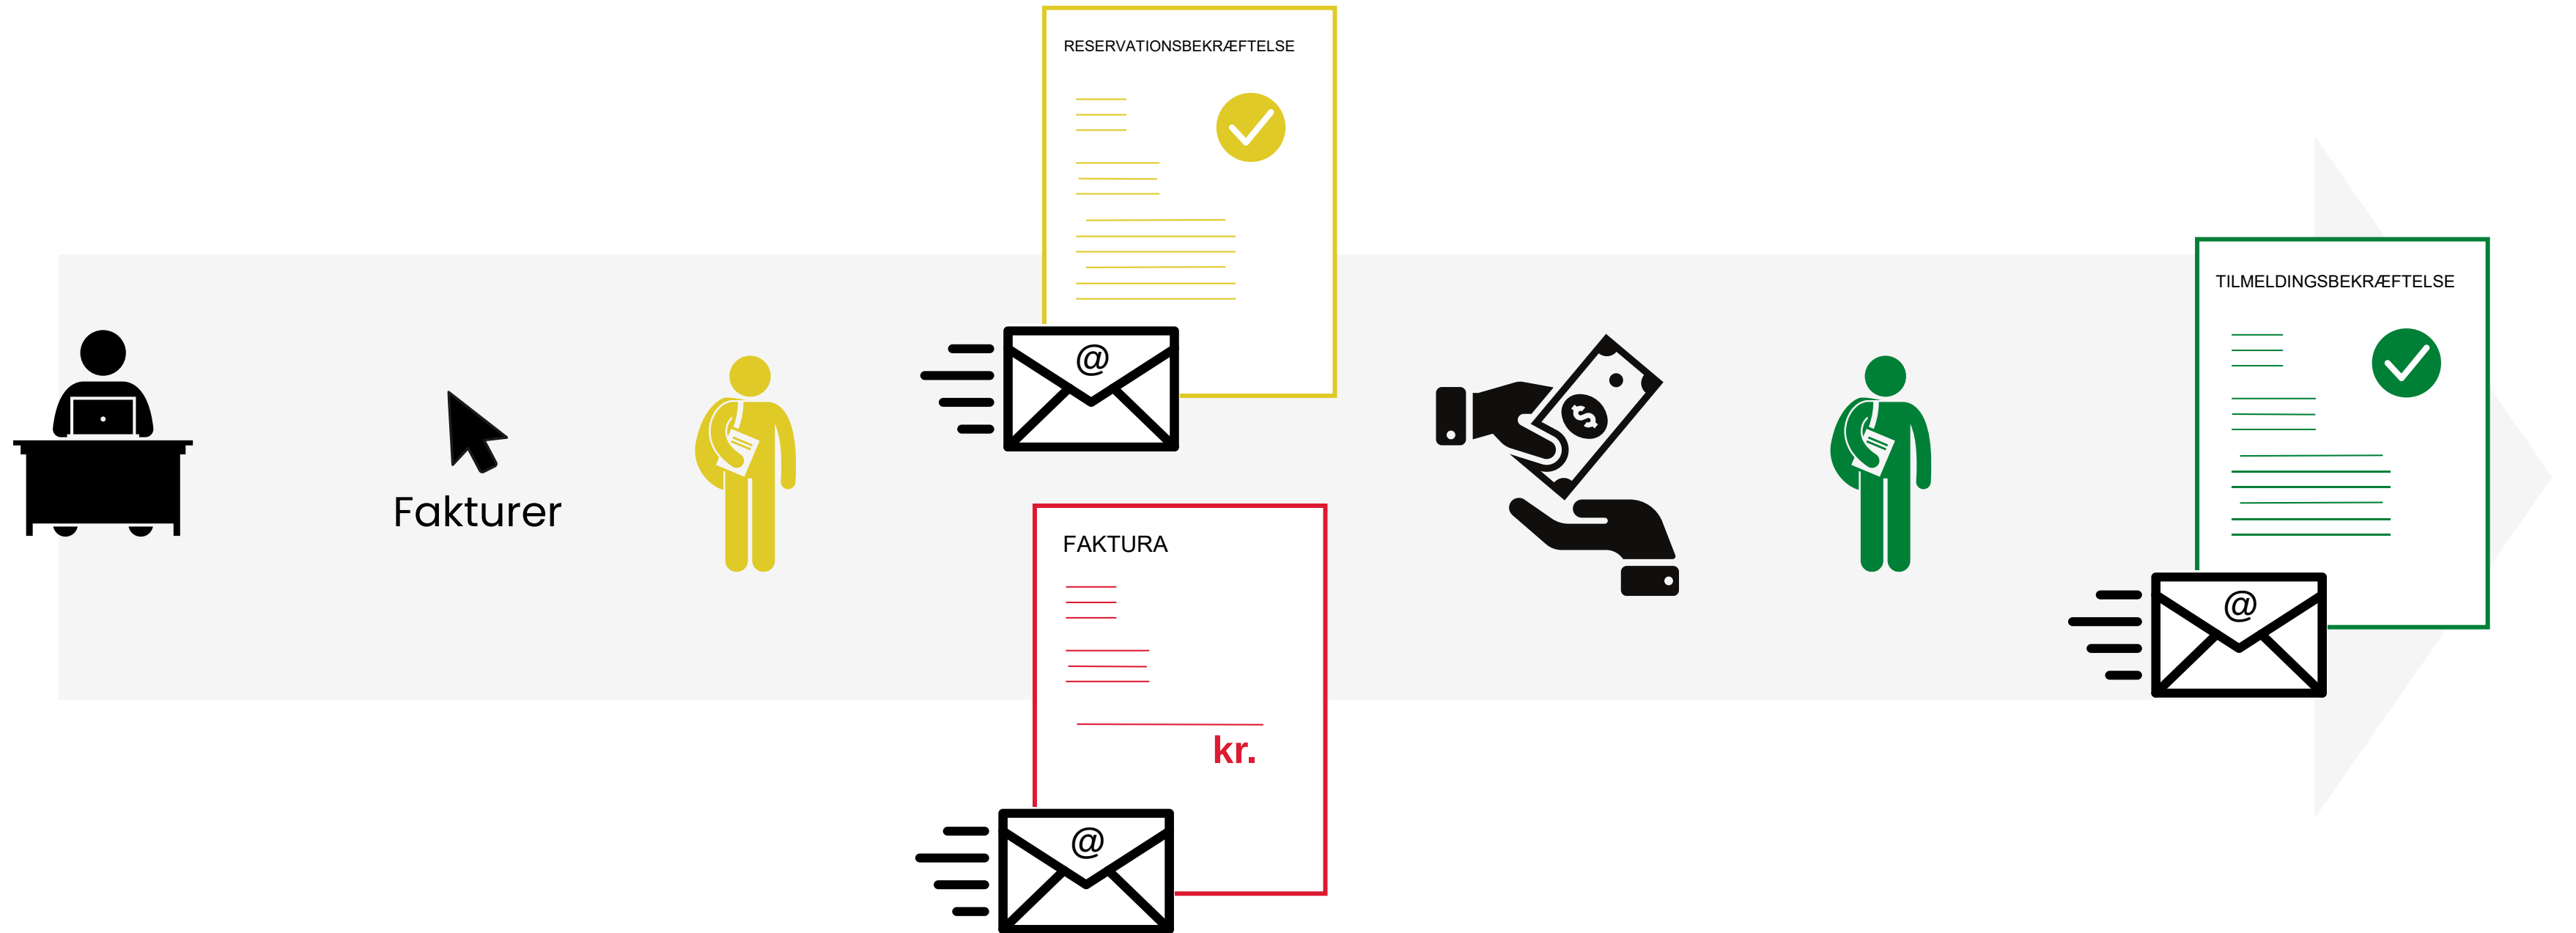 RESERVATIONSBEKRÆFTELSE
@
Fakturer
FAKTURA
kr.
@
$
TILMELDINGSBEKRÆFTELSE
@